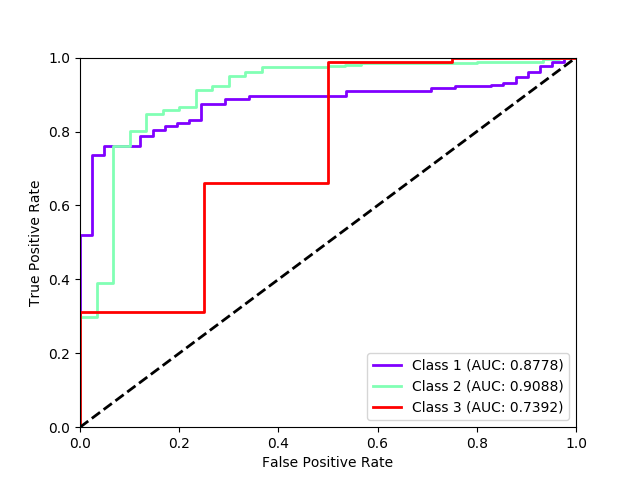 1.0
0.8
0.6
0.4
0.2
0.0
True Positive Rate
Class 1 (AUC: 0.8778)
Class 2 (AUC: 0.9088)
Class 3 (AUC: 0.7392)
0.0 0.2 0.4 0.6 0.8 1.0
False Positive Rate